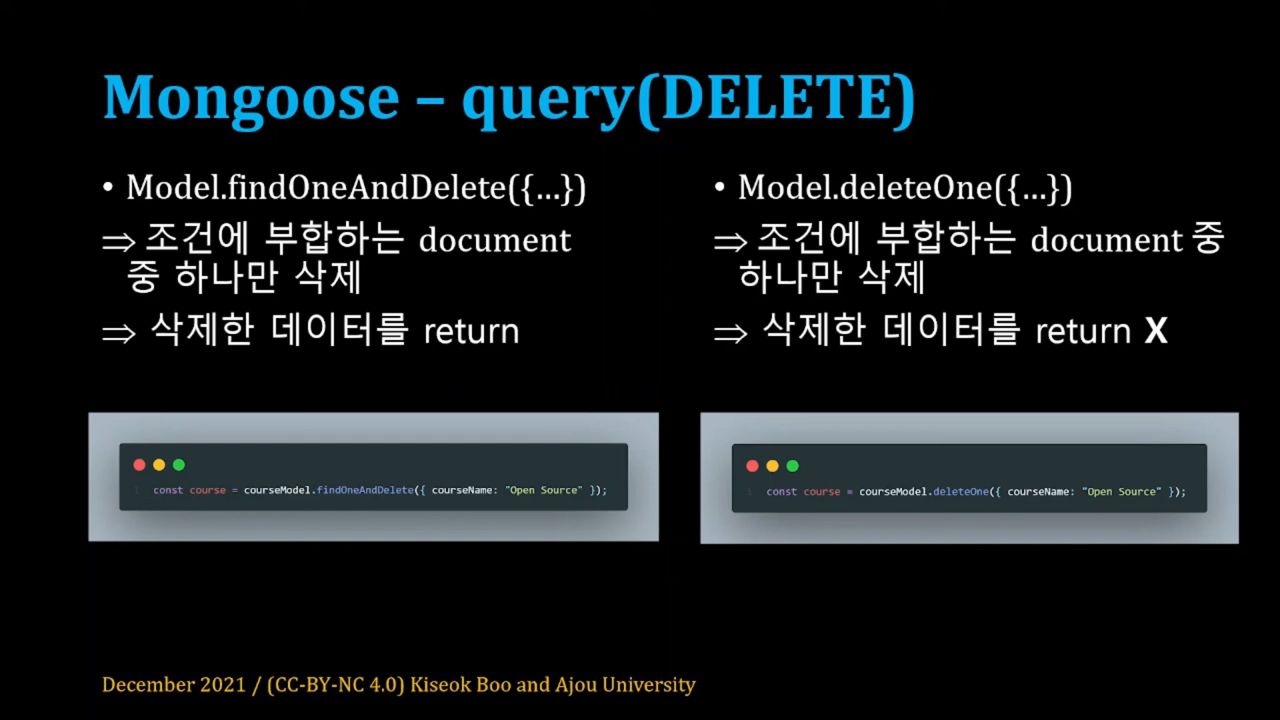 Mongoose – query(DELETE)
• Model.findOneAndDelete({…})
⇒ 조건에 부합하는 document
중 하나만 삭제
⇒ 삭제한 데이터를 return
1 const course = courseModel.findOneAndDelete({ courseName: "Open Source" });
• Model.deleteOne({…})
⇒ 조건에 부합하는 document 중
하나만 삭제
⇒ 삭제한 데이터를 return X
1 const course = courseModel.deleteOne({ courseName: "Open Source" });
December 2021 / (CC-BY-NC 4.0) Kiseok Boo and Ajou University